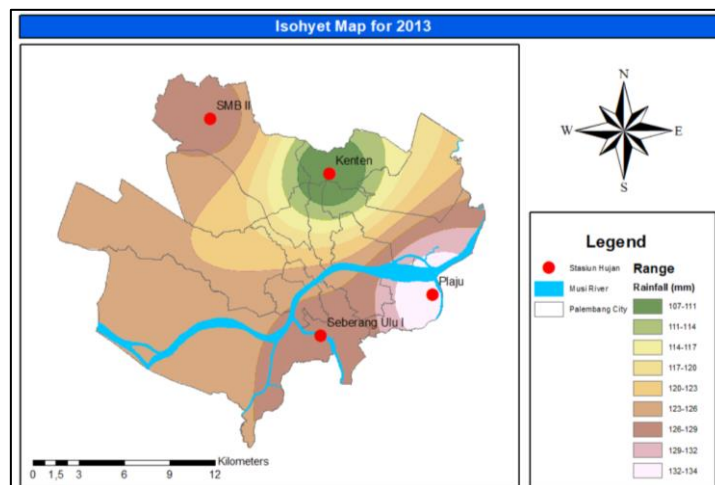 Isohyet Map for 2013
SMB II
Kenten
Plaju
Seberang Ulu I
Kilometers
0 1,5 3 6 9 12
N
W E
S
Legend
Stasiun Hujan
Musi River
Palembang City
Range
Rainfall (mm)
107-111
111-114
114-117
117-120
120-123
123-126
126-129
129-132
132-134